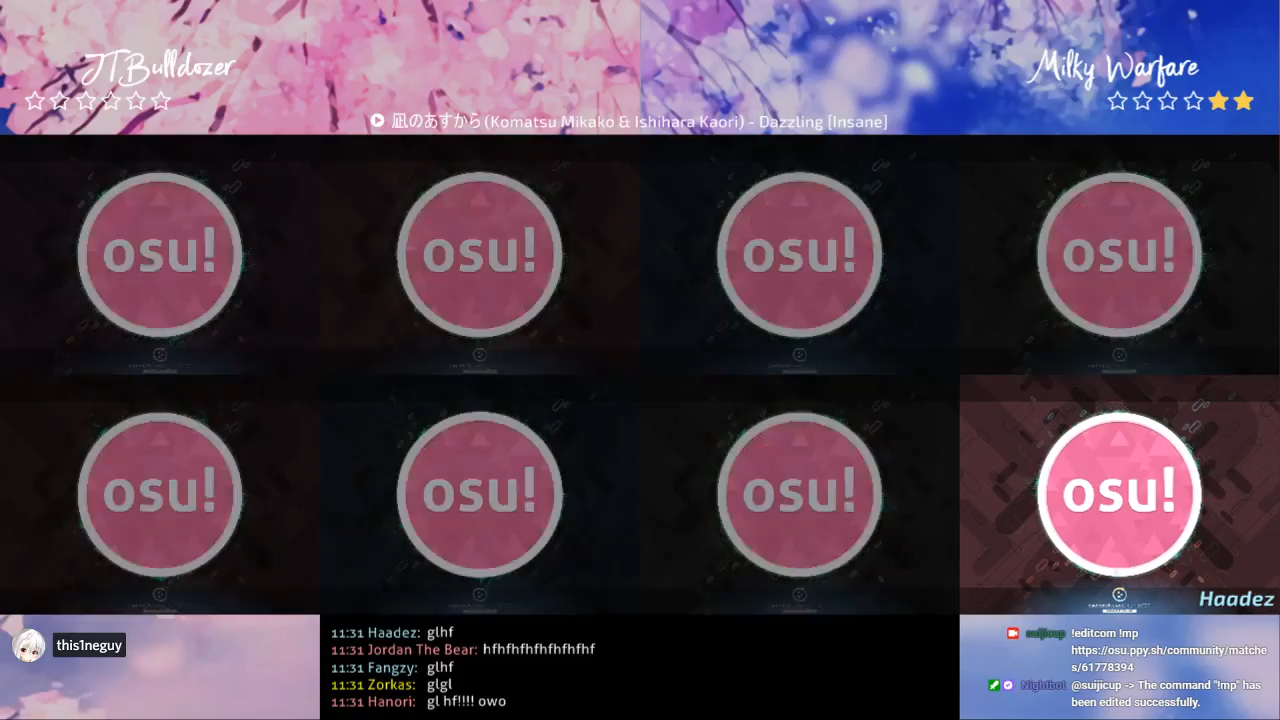 JTBulldozer
Milky Warfare
凪のあすから(Komatsu Mikako & Ishihara Kaori) - Dazzling [Insane]
osu!
osu!
osu!
osu!
osu!
osu!
osu!
osu!
Haadez
this1neguy
11:31 Haadez: glhf
11:31 Jordan The Bear: hfhfhfhfhfhfhfhf
11:31 Fangzy: glhf
11:31 Zorkas: glgl
11:31 Hanori: gl hf!!!! owo
suijicup !editcom !mp
https://osu.ppy.sh/community/matche
s/61778394
Nightbot @suijicup -> The command "!mp" has
been edited successfully.